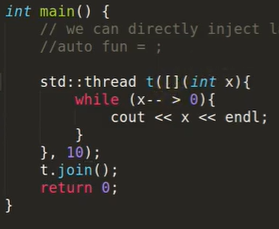 int main() {
// we can directly inject l
//auto fun = ;
std::thread t([](int x){
while (x-- > 0){
cout << x << endl;
}
}, 10);
t.join();
return 0;
}